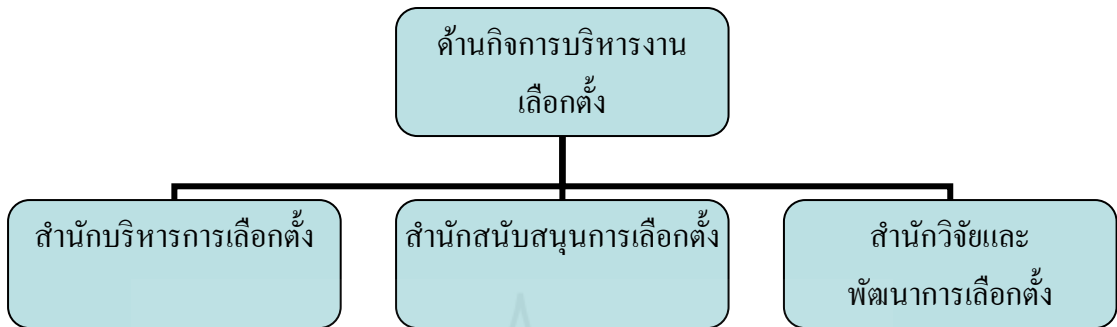 ด้านกิจการบริหารงาน
เลือกตั้ง
สำนักบริหารการเลือกตั้ง
สำนักสนับสนุนการเลือกตั้ง
สำนักวิจัยและ
พัฒนาการเลือกตั้ง